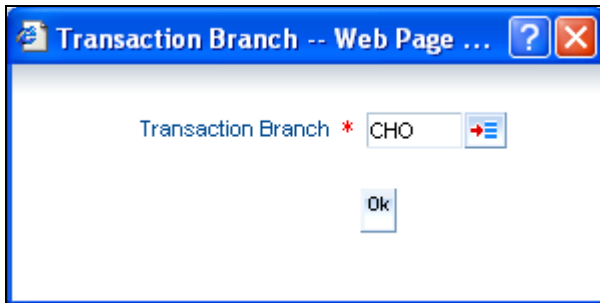 Transaction Branch -- Web Page ...
Transaction Branch * CHO
Ok